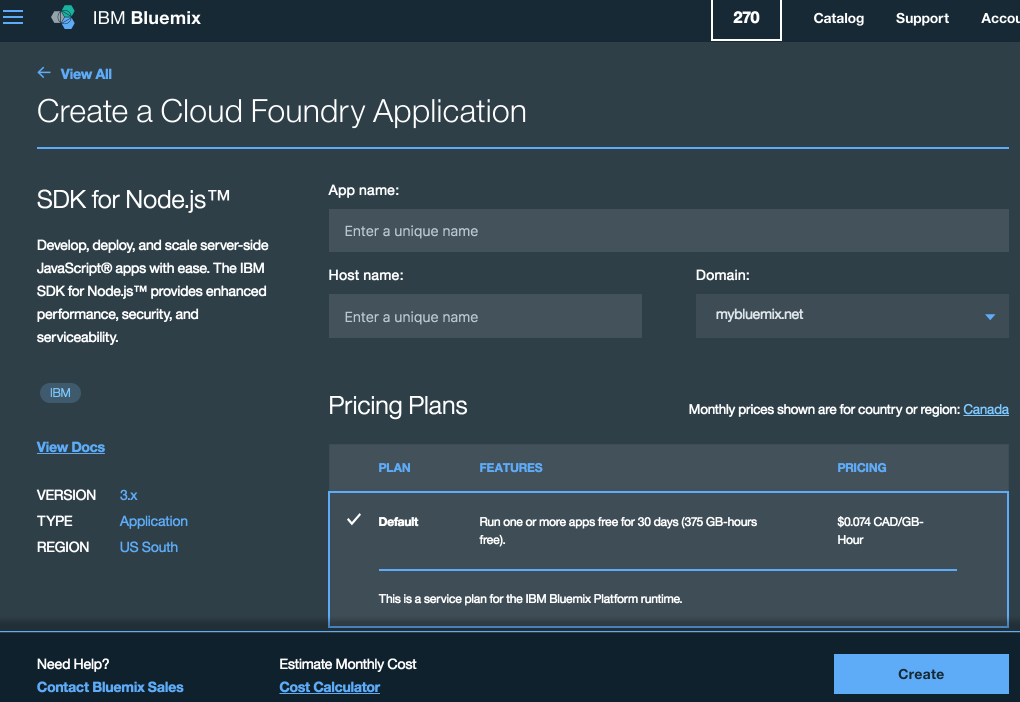 IBM Bluemix
270
Catalog
Support
Accou
View All
Create a Cloud Foundry Application
SDK for Node.js™
Develop, deploy, and scale server-side
JavaScript® apps with ease. The IBM
SDK for Node.js™ provides enhanced
performance, security, and
serviceability.
IBM
View Docs
VERSION 3.x
TYPE Application
REGION US South
App name:
Enter a unique name
Host name:
Enter a unique name
Domain:
mybluemix.net
Pricing Plans
Monthly prices shown are for country or region: Canada
PLAN FEATURES PRICING
Default
Run one or more apps free for 30 days (375 GB-hours
free).
$0.074 CAD/GB-
Hour
This is a service plan for the IBM Bluemix Platform runtime.
Need Help?
Contact Bluemix Sales
Estimate Monthly Cost
Cost Calculator
Create